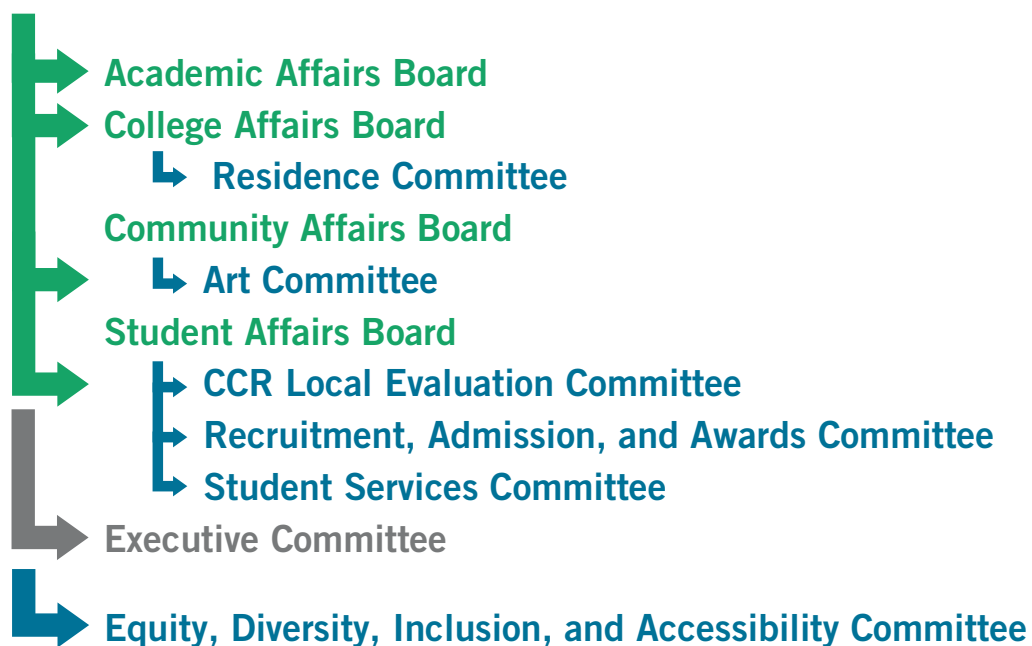 Academic Affairs Board
College Affairs Board
Residence Committee
Community Affairs Board
Art Committee
Student Affairs Board
CCR Local Evaluation Committee
Recruitment, Admission, and Awards Committee
Student Services Committee
Executive Committee
Equity, Diversity, Inclusion, and Accessibility Committee